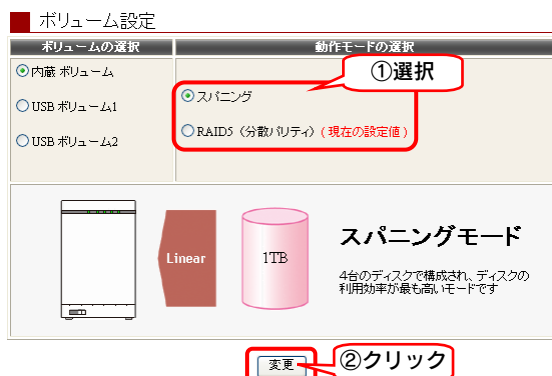 ボリューム設定
ボリュームの選択
動作モードの選択
①選択
内蔵 ボリューム
USB ボリューム1
USB ボリューム2
スパニング
RAID5（分散パリティ）( 現在の設定値 )
Linear
1TB
スパニングモード
4台のディスクで構成され、ディスクの
利用効率が最も高いモードです
変更
②クリック